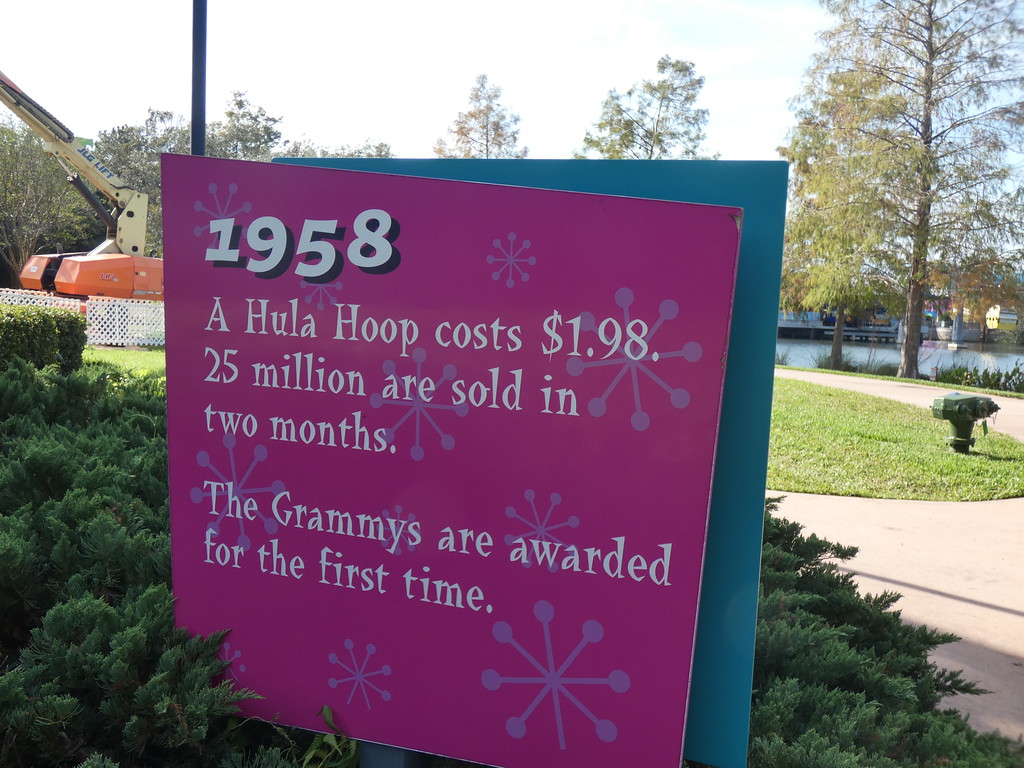 1958
A Hula Hoop costs $1.98.
25 million are sold in
two months.
The Grammys are awarded
for the first time.